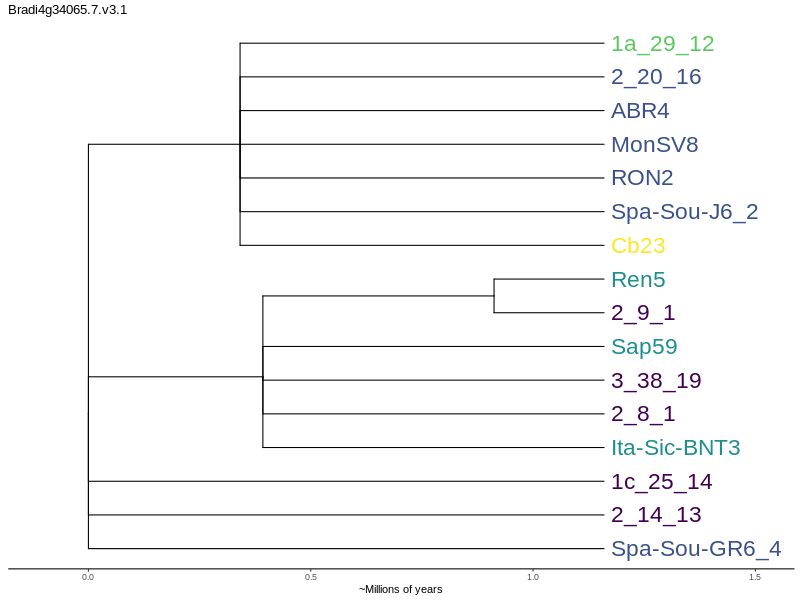 Bradi4g34065.7.v3.1
1a_29_12
2_20_16
ABR4
MonSV8
RON2
Spa-Sou-J6_2
Cb23
Ren5
2_9_1
Sap59
3_38_19
2_8_1
Ita-Sic-BNT3
1c_25_14
2_14_13
Spa-Sou-GR6_4
0.0 0.5 1.0 1.5
~Millions of years